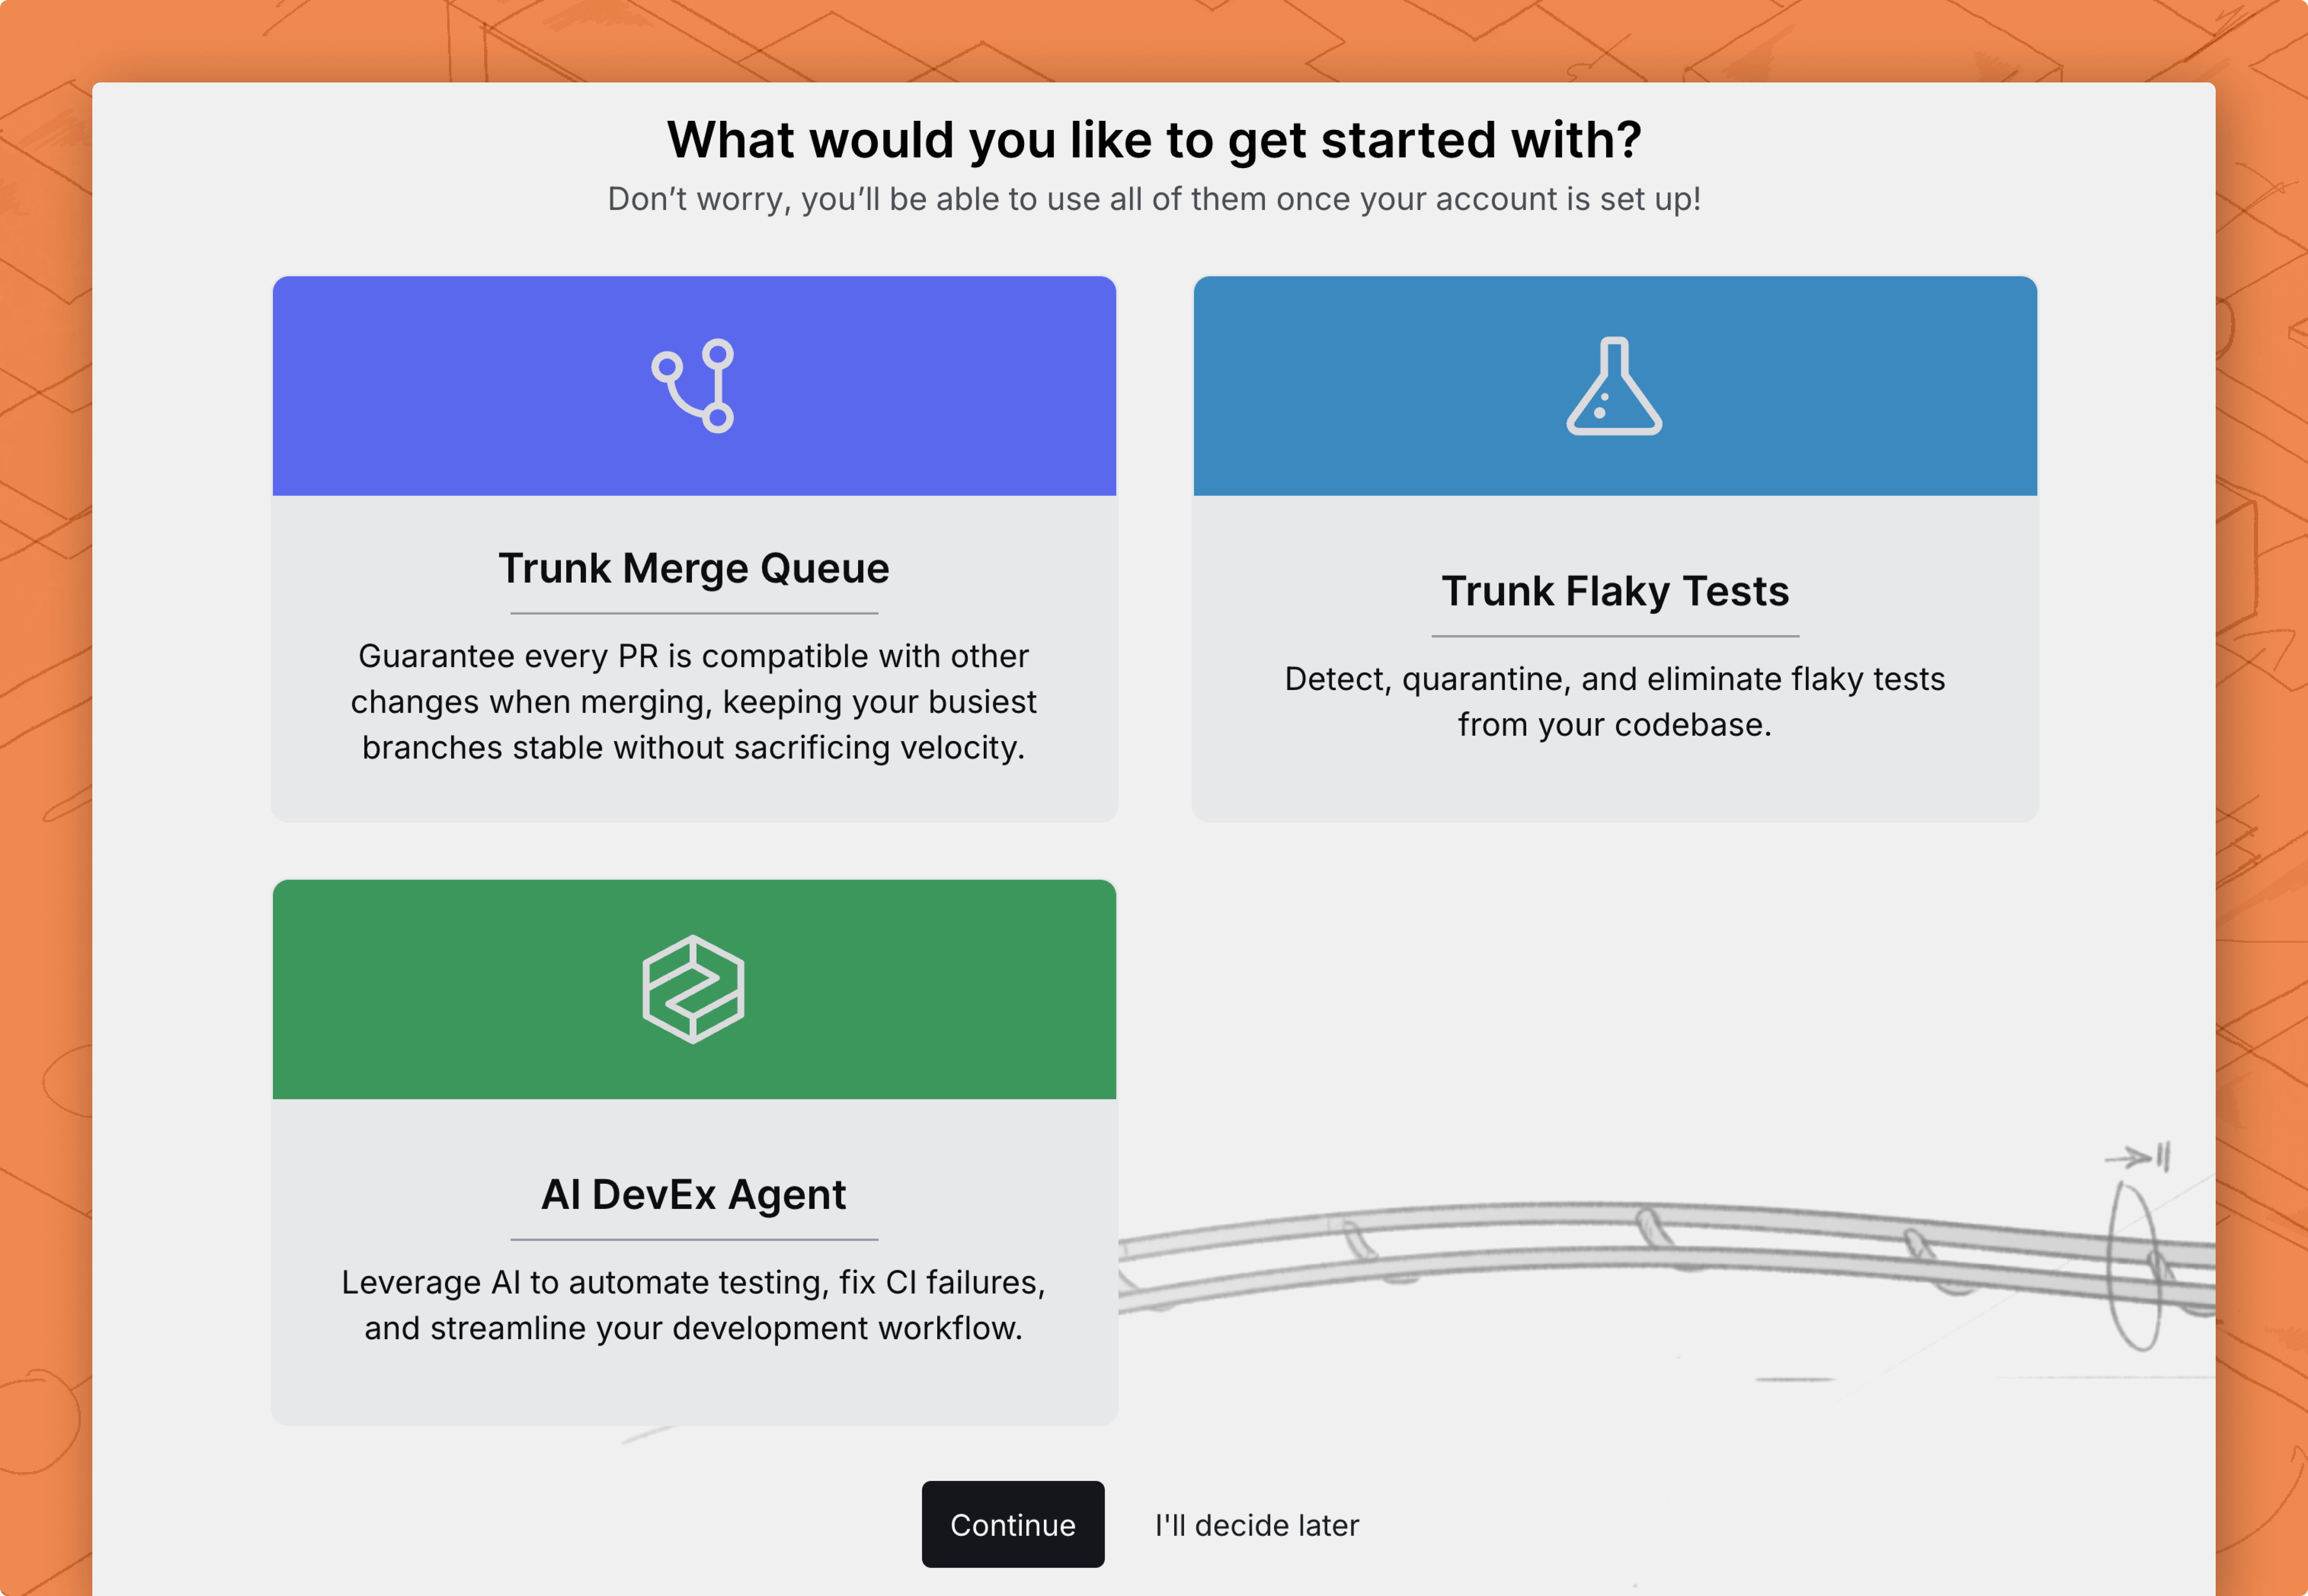 What would you like to get started with?
Don’t worry, you’ll be able to use all of them once your account is set up!
Trunk Merge Queue
Guarantee every PR is compatible with other
changes when merging, keeping your busiest
branches stable without sacrificing velocity.
Trunk Flaky Tests
Detect, quarantine, and eliminate flaky tests
from your codebase.
AI DevEx Agent
Leverage AI to automate testing, fix CI failures,
and streamline your development workflow.
Continue
I'll decide later